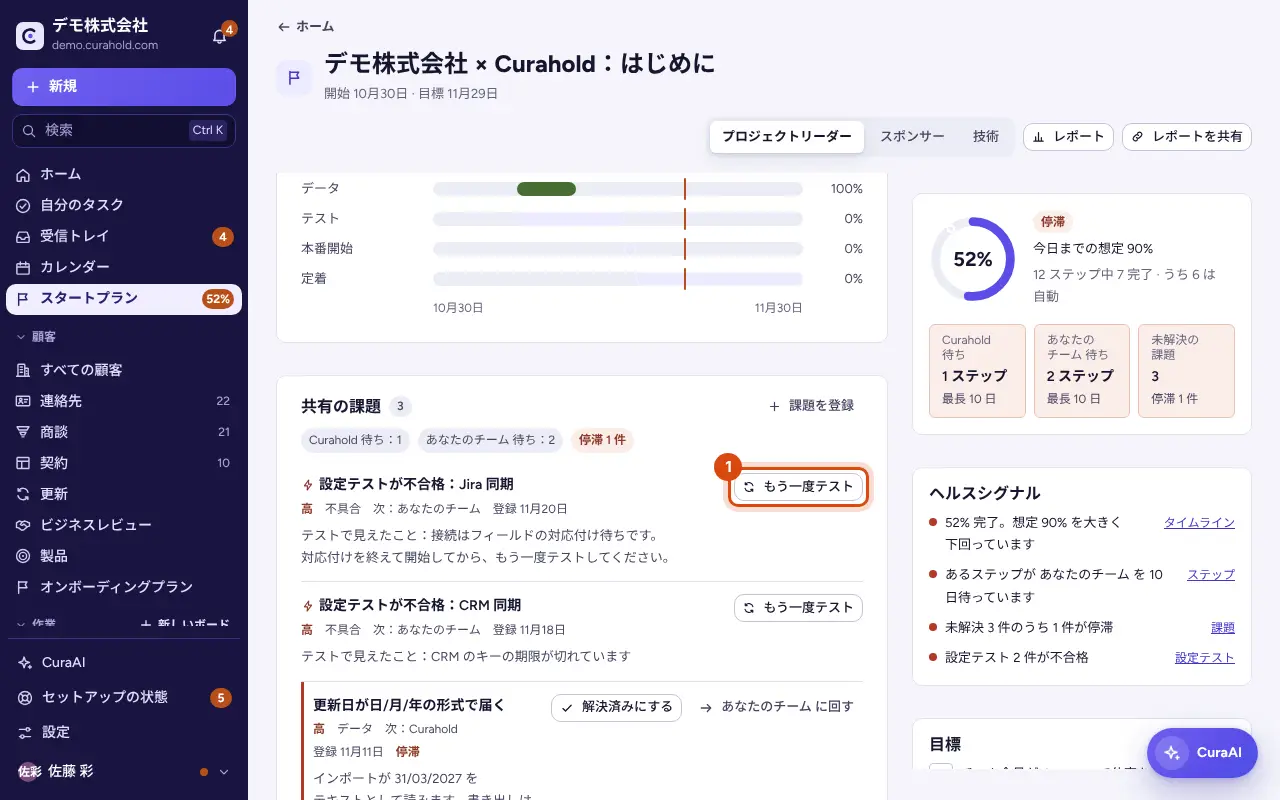 デモ株式会社
demo.curahold.com
4
新規
検索
Ctrl K
ホーム
自分のタスク
受信トレイ
4
カレンダー
スタートプラン
52%
顧客
すべての顧客
連絡先
22
商談
21
契約
10
更新
ビジネスレビュー
製品
オンボーディングプラン
作業
新しいボード
CuraAI
セットアップの状態
5
設定
佐彩
佐藤 彩
ホーム
デモ株式会社 × Curahold：はじめに
開始 10月30日 · 目標 11月29日
プロジェクトリーダー
スポンサー
技術
レポート
レポートを共有
データ
100%
テスト
0%
本番開始
0%
定着
0%
10月30日
11月30日
共有の課題
3
課題を登録
Curahold 待ち：1
あなたのチーム 待ち：2
停滞 1 件
1
設定テストが不合格：Jira 同期
もう一度テスト
高 不具合 次：あなたのチーム 登録 11月20日
テストで見えたこと：接続はフィールドの対応付け待ちです。
対応付けを終えて開始してから、もう一度テストしてください。
設定テストが不合格：CRM 同期
もう一度テスト
高 不具合 次：あなたのチーム 登録 11月18日
テストで見えたこと：CRM のキーの期限が切れています
更新日が日/月/年の形式で届く
解決済みにする
あなたのチーム に回す
高 データ 次：Curahold
登録 11月11日 停滞
インポートが 31/03/2027 を
テキストとして読みます。書き出しは
52%
停滞
今日までの想定 90%
12 ステップ中 7 完了 · うち 6 は
自動
Curahold
待ち
1 ステップ
最長 10 日
あなたの
チーム 待ち
2 ステップ
最長 10 日
未解決の
課題
3
停滞 1 件
ヘルスシグナル
52% 完了。想定 90% を大きく
下回っています
タイムライン
あるステップが あなたのチーム を 10
日待っています
ステップ
未解決 3 件のうち 1 件が停滞
課題
設定テスト 2 件が不合格
設定テスト
目標
CuraAI